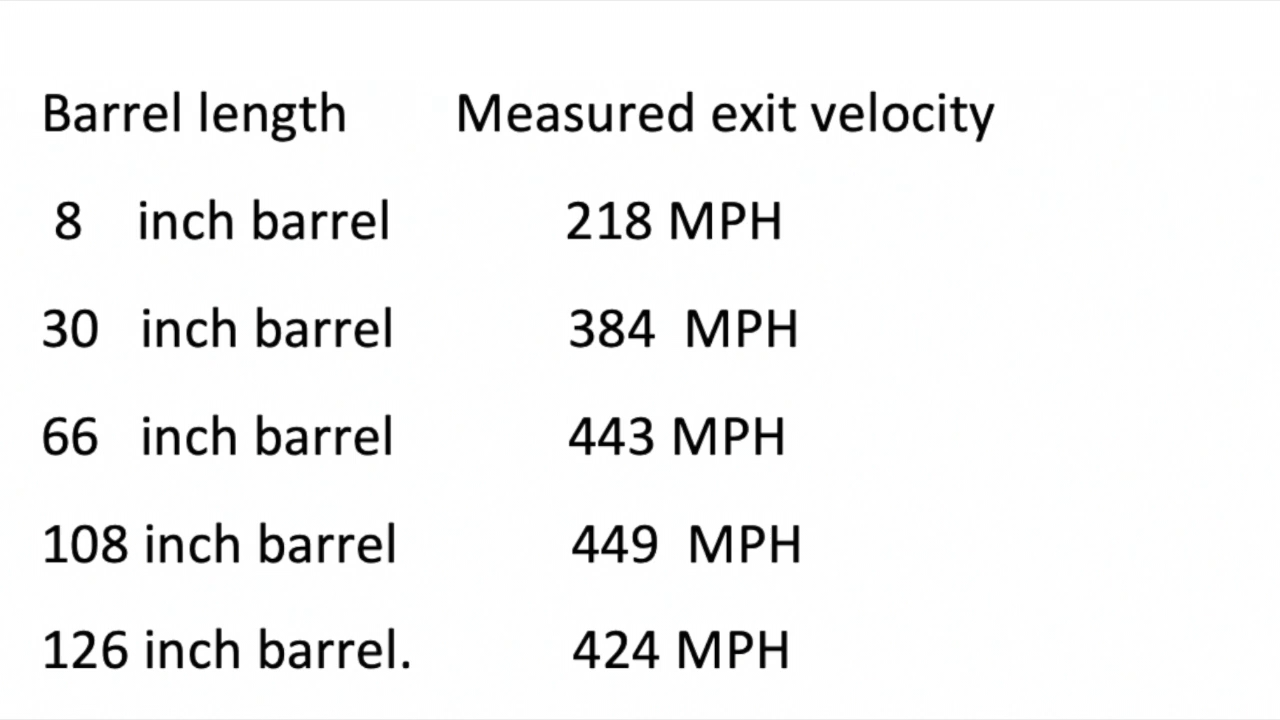 Barrel length Measured exit velocity
8 inch barrel 218 MPH
30 inch barrel 384 MPH
66 inch barrel 443 MPH
108 inch barrel 449 MPH
126 inch barrel. 424 MPH